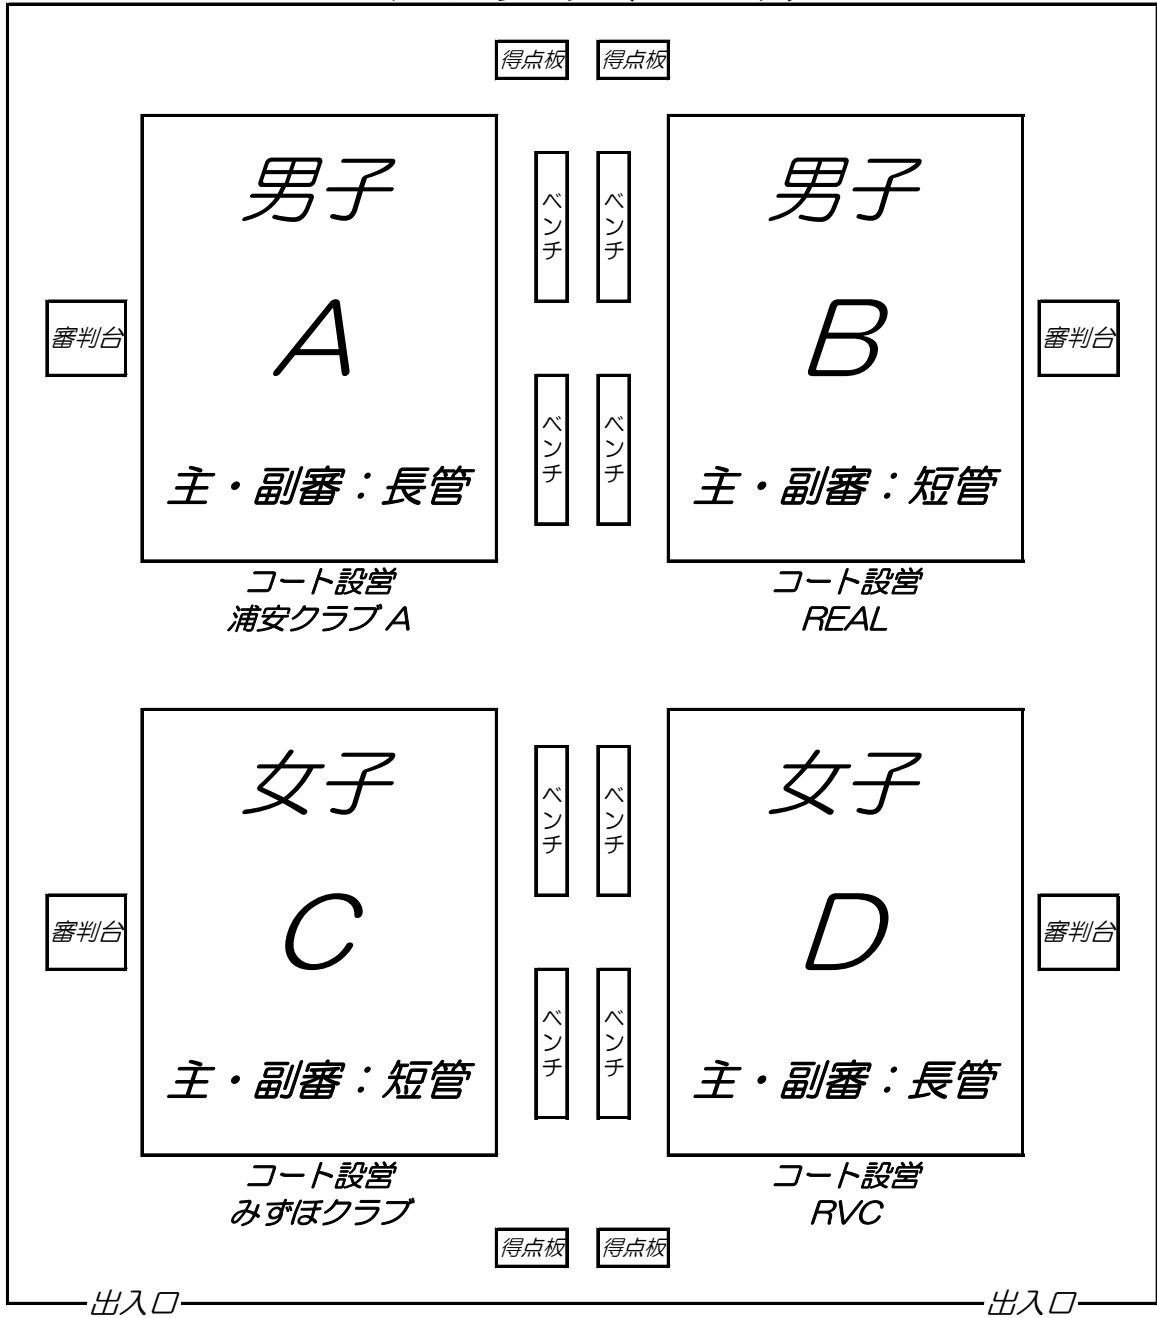 得点板 得点板
男子 男子
ベンチ ベンチ
A B
審判台 審判台
ベンチ ベンチ
主・副審：長管 主・副審：短管
コート設営 コート設営
浦安クラブ A REAL
女子 女子
ベンチ ベンチ
C D
審判台 審判台
ベンチ ベンチ
主・副審：短管 主・副審：長管
コート設営 コート設営
みずほクラブ RVC
得点板 得点板
出入口 出入口